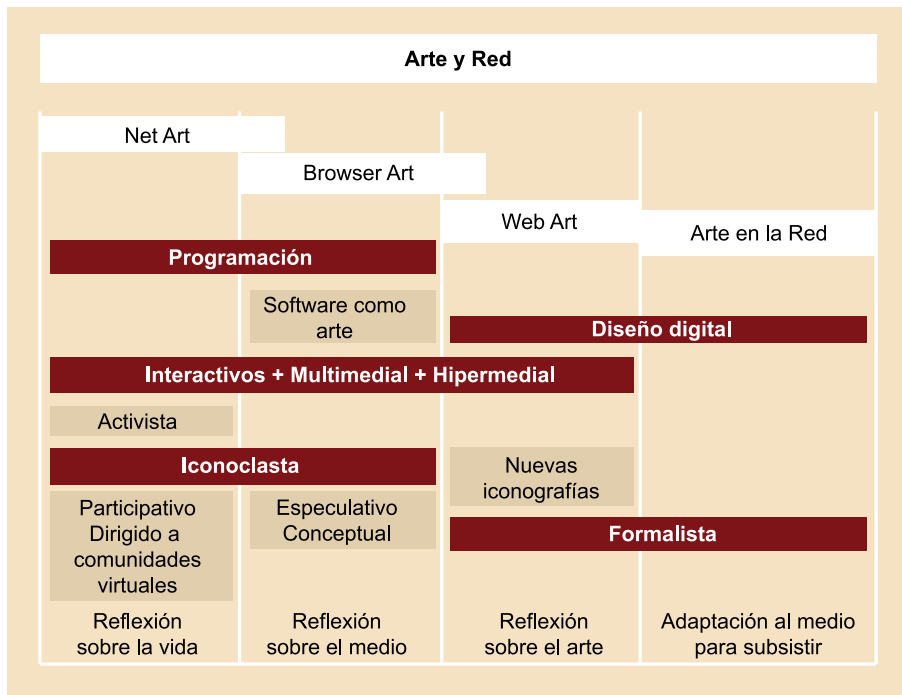 Arte y Red
Net Art
Browser Art
Web Art
Arte en la Red
Programación
Software como
arte
Diseño digital
Interactivos + Multimedial + Hipermedial
Activista
Iconoclasta
Nuevas
iconografías
Participativo
Dirigido a
comunidades
virtuales
Especulativo
Conceptual
Formalista
Reflexión
sobre la vida
Reflexión
sobre el medio
Reflexión
sobre el arte
Adaptación al medio
para subsistir